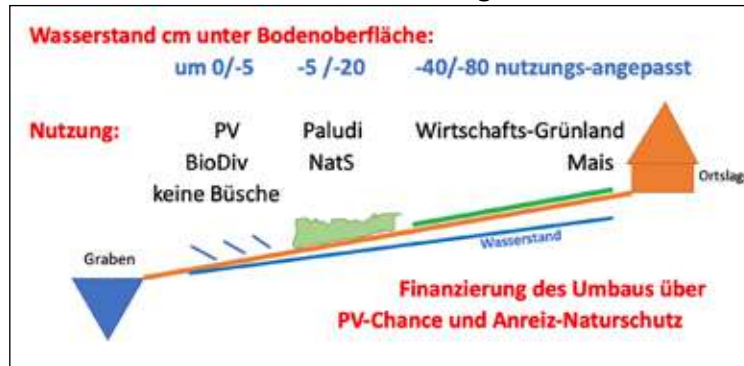 Wasserstand cm unter Bodenoberfläche:
um 0/-5 -5 /-20 -40/-80 nutzungs-angepasst
Nutzung: PV Paludi Wirtschafts-Grünland
BioDiv NatS Mais
keine Büsche
Ortslag
Graben
Wasserstand
Finanzierung des Umbaus über
PV-Chance und Anreiz-Naturschutz